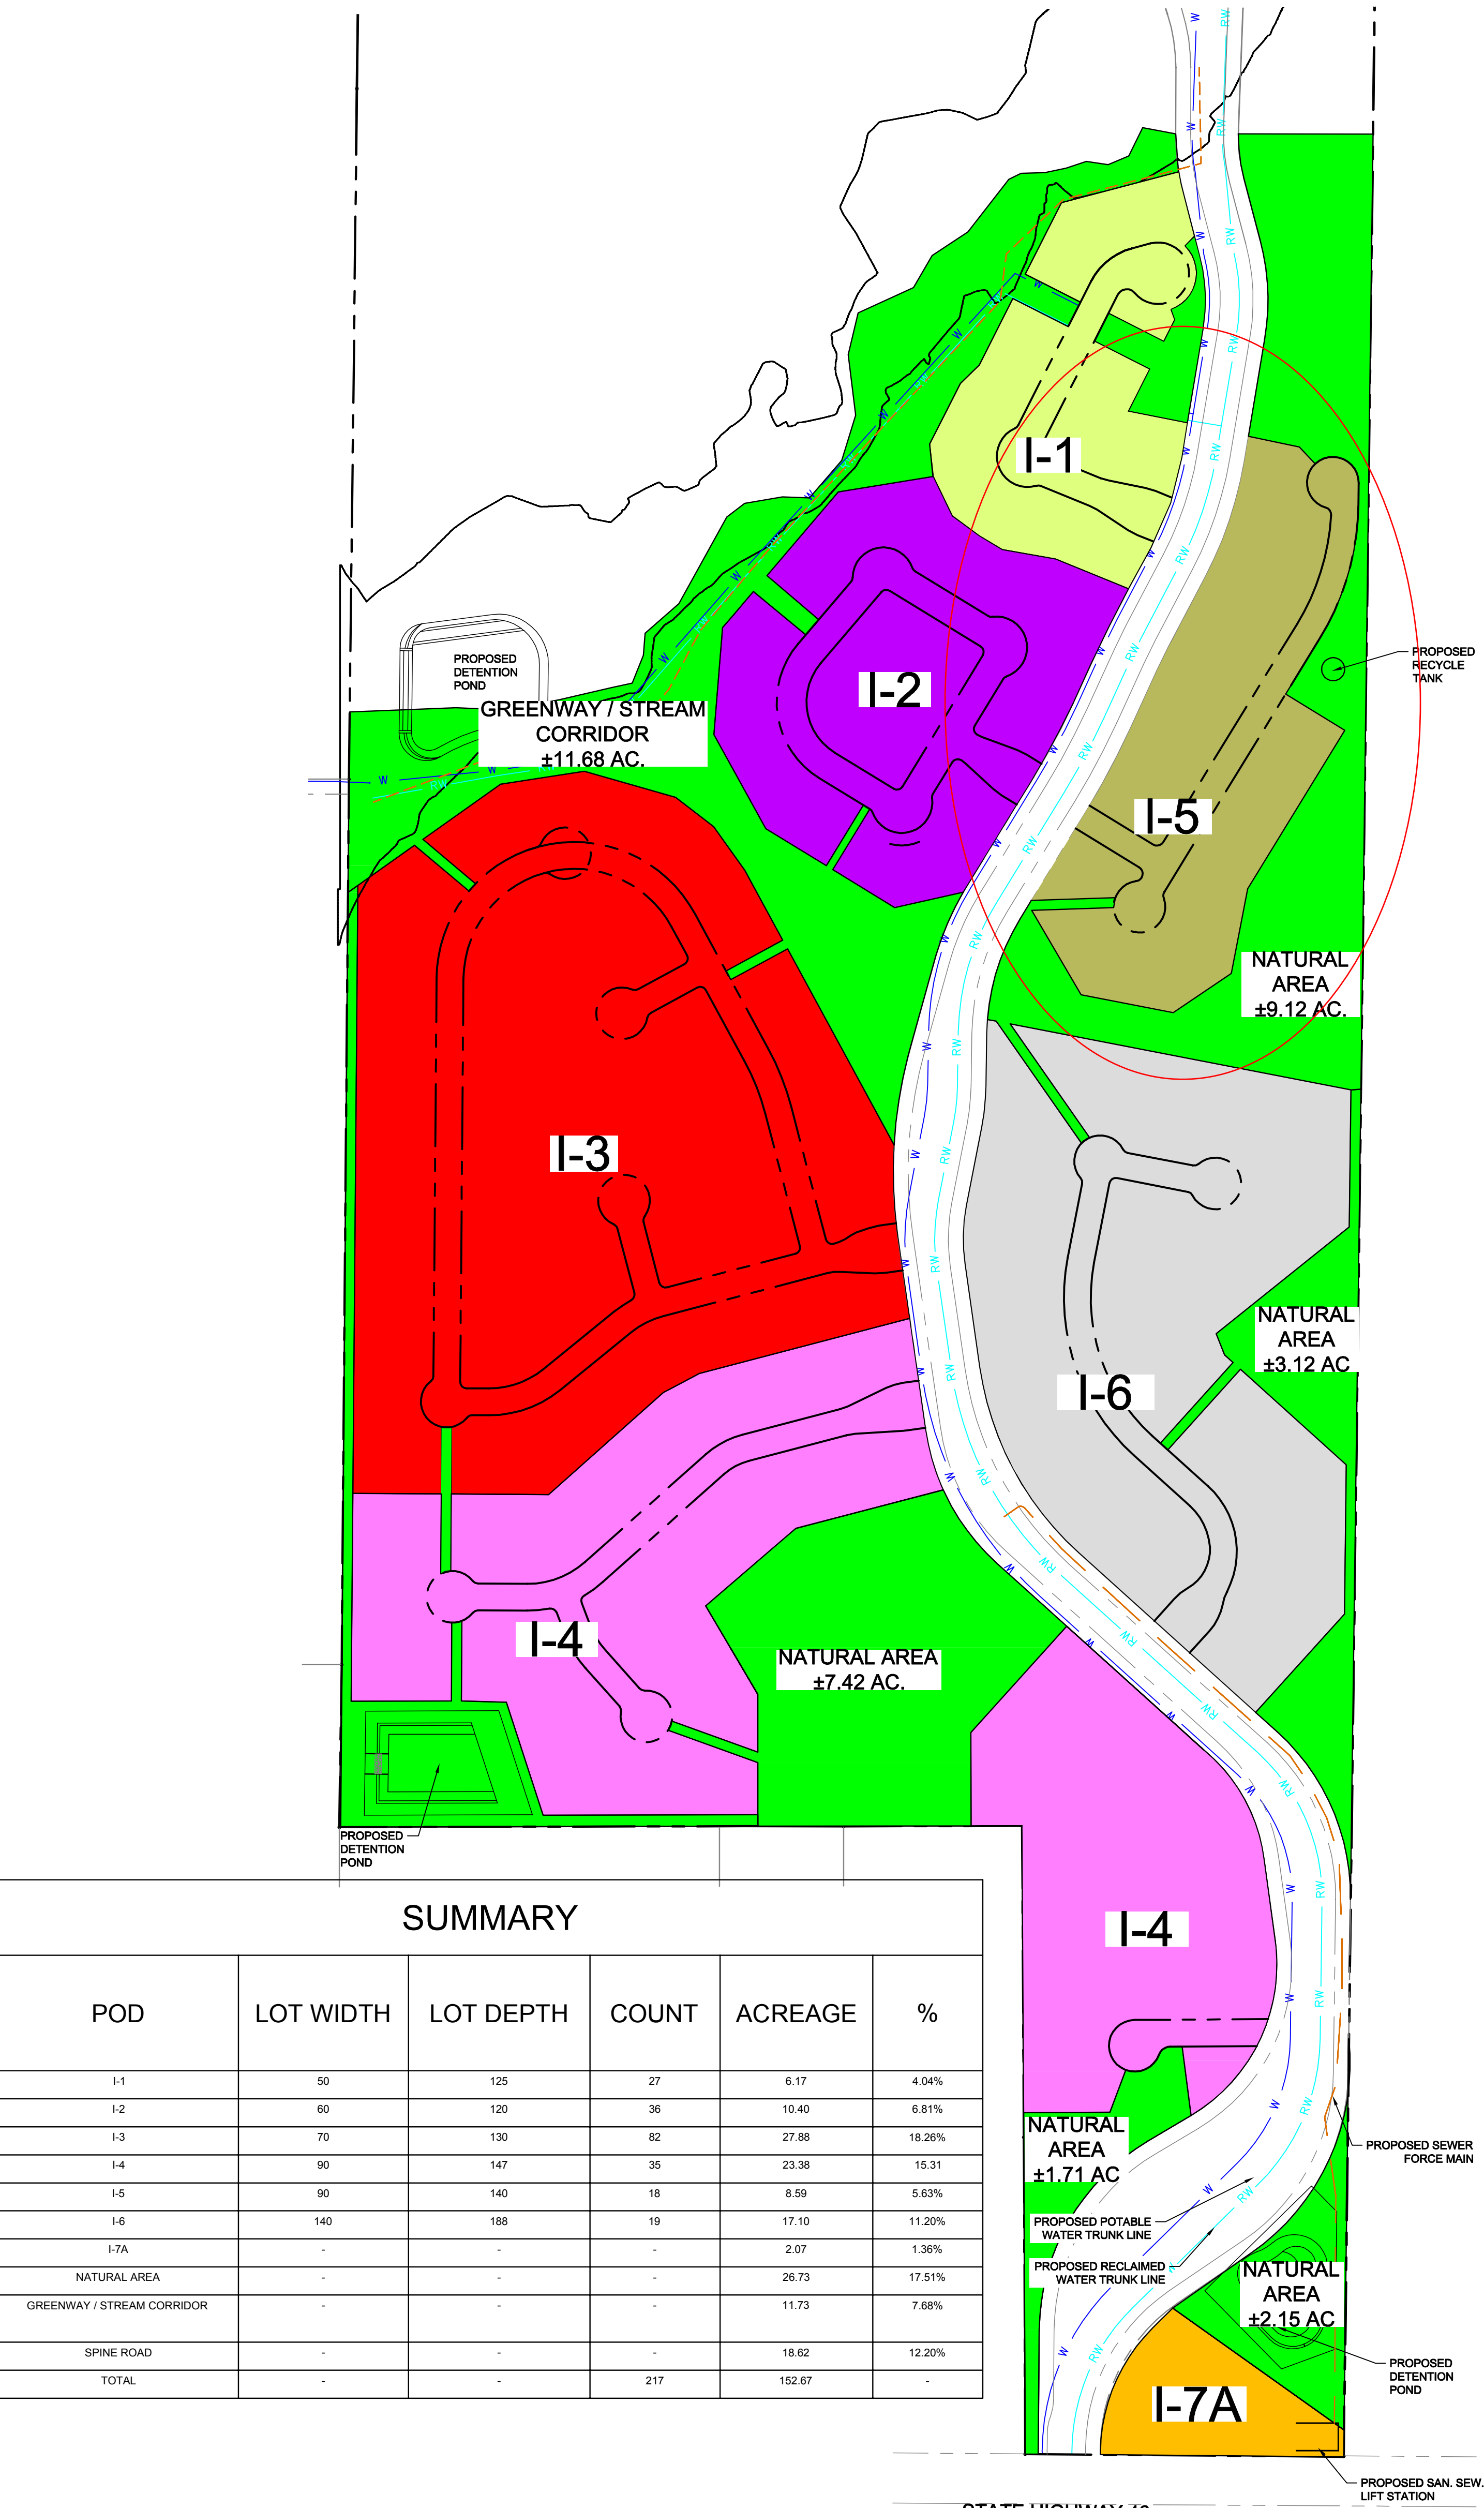 I-1
PROPOSED
RECYCLE
TANK
PROPOSED
DETENTION
POND
I-2
GREENWAY / STREAM
CORRIDOR
±11.68 AC.
I-5
NATURAL
AREA
±9.12 AC.
I-3
NATURAL
AREA
±3.12 AC
I-6
I-4
NATURAL AREA
±7.42 AC.
PROPOSED
DETENTION
POND
I-4
SUMMARY
POD LOT WIDTH LOT DEPTH COUNT ACREAGE %
I-1 50 125 27 6.17 4.04%
I-2 60 120 36 10.40 6.81%
I-3 70 130 82 27.88 18.26%
I-4 90 147 35 23.38 15.31
I-5 90 140 18 8.59 5.63%
I-6 140 188 19 17.10 11.20%
I-7A - - - 2.07 1.36%
NATURAL AREA - - - 26.73 17.51%
GREENWAY / STREAM CORRIDOR - - - 11.73 7.68%
SPINE ROAD - - - 18.62 12.20%
TOTAL - - 217 152.67 -
NATURAL
AREA
±1.71 AC
PROPOSED SEWER
FORCE MAIN
PROPOSED POTABLE
WATER TRUNK LINE
PROPOSED RECLAIMED
WATER TRUNK LINE
NATURAL
AREA
±2.15 AC
PROPOSED
DETENTION
POND
I-7A
PROPOSED SAN. SEW.
LIFT STATION
STATE HIGHWAY